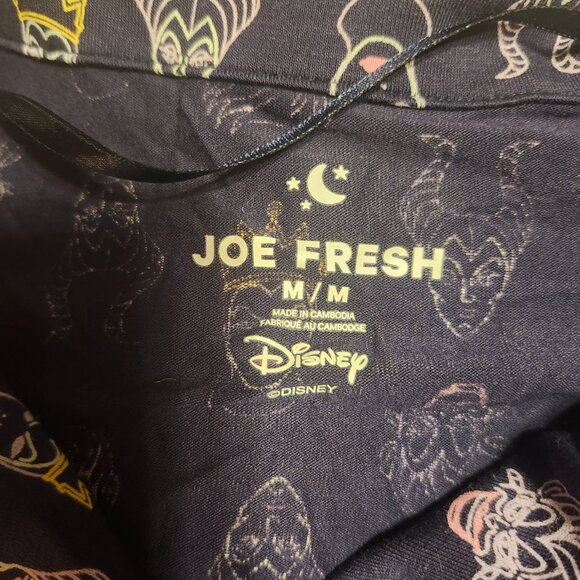 JOE FRESH
M / M
MADE IN CAMBODIA
FABRIQUÉ AU CAMBODGE
Disney
©DISNEY